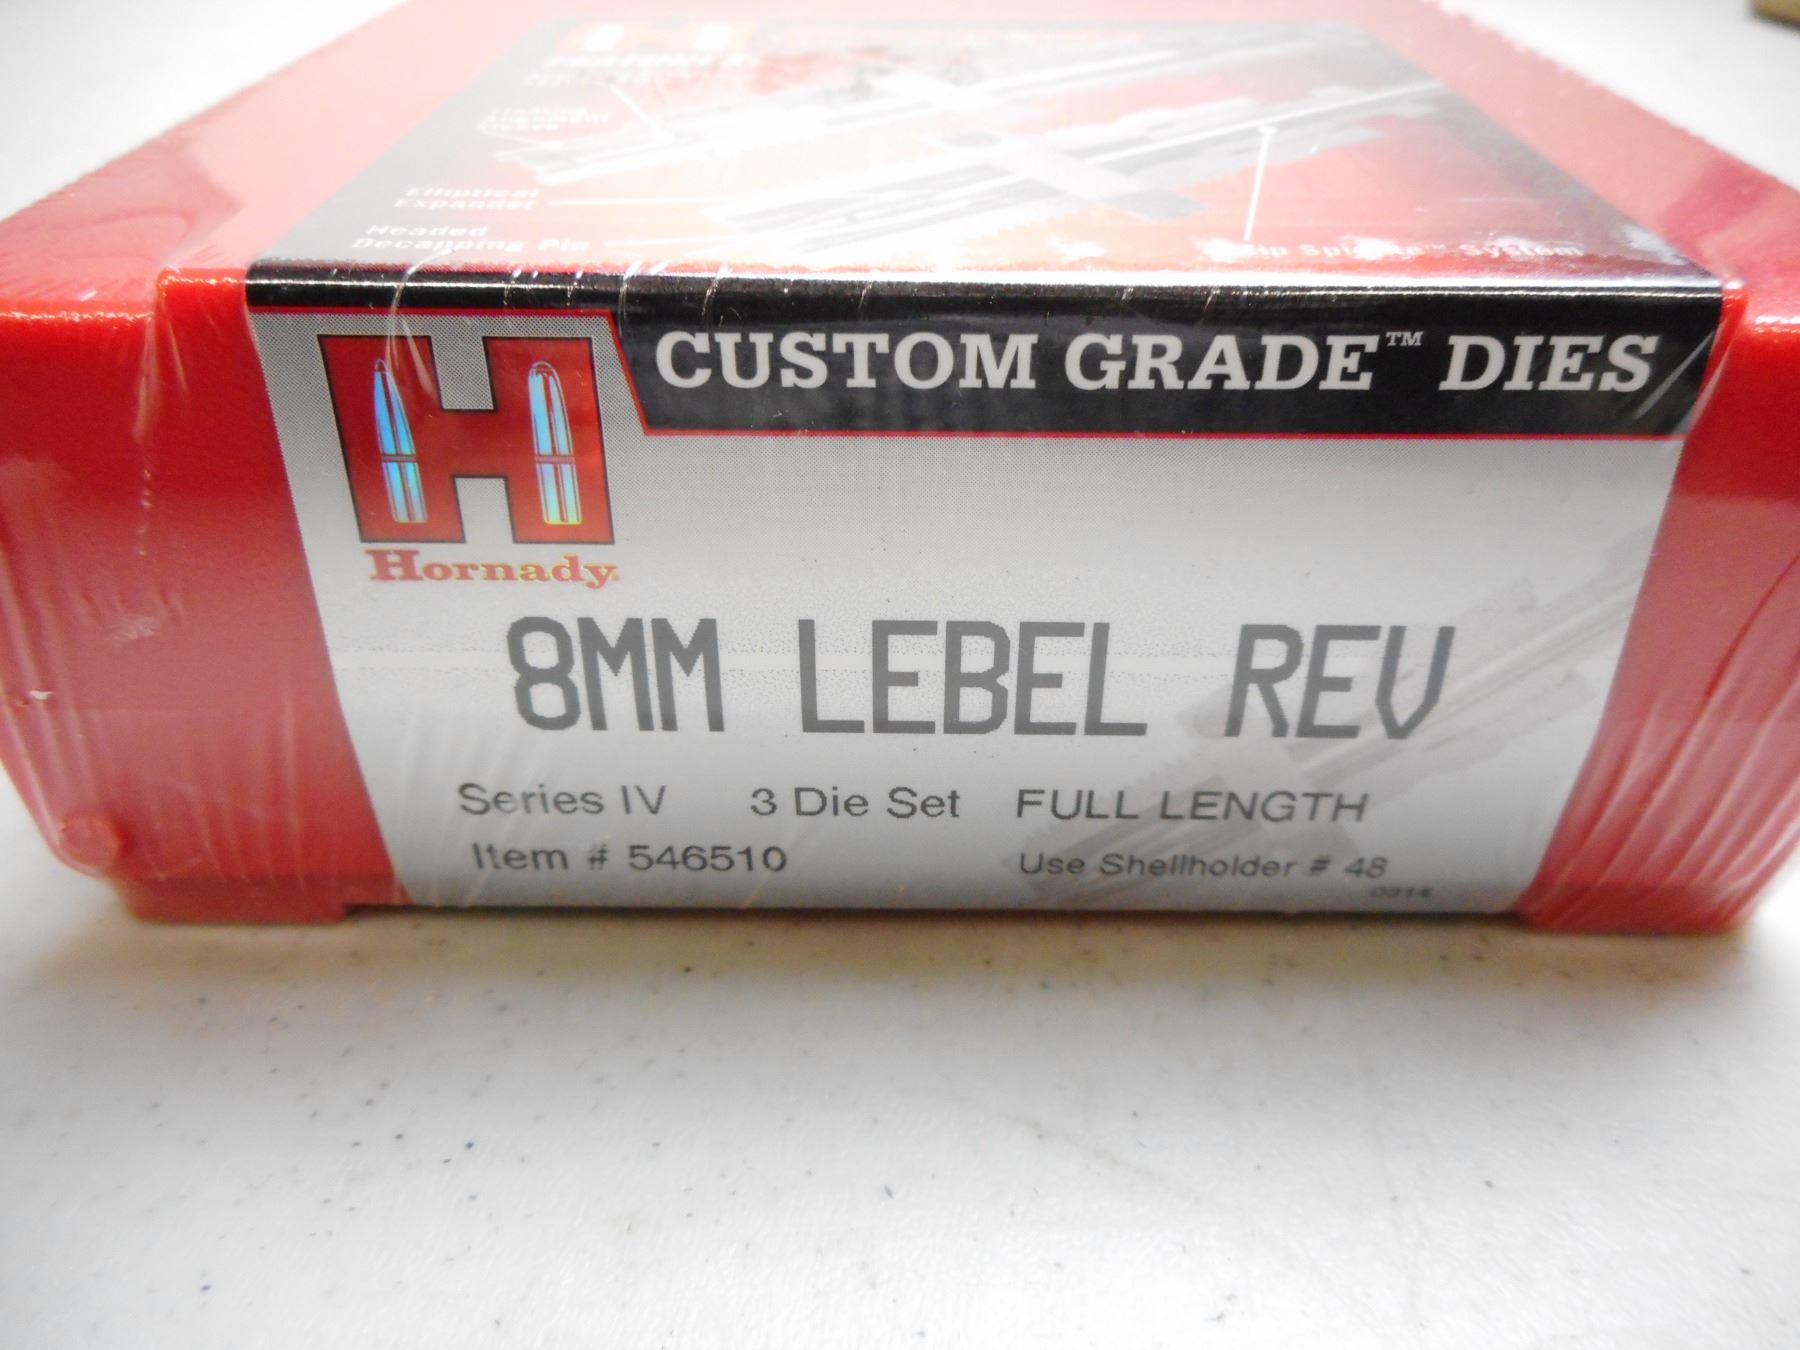 Elliptical
Expander
Headed
Decapping Pin
System
CUSTOM GRADE™ DIES
Hornady
8MM LEBEL REV
Series IV 3 Die Set FULL LENGTH
Item # 546510 Use Shellholder # 48